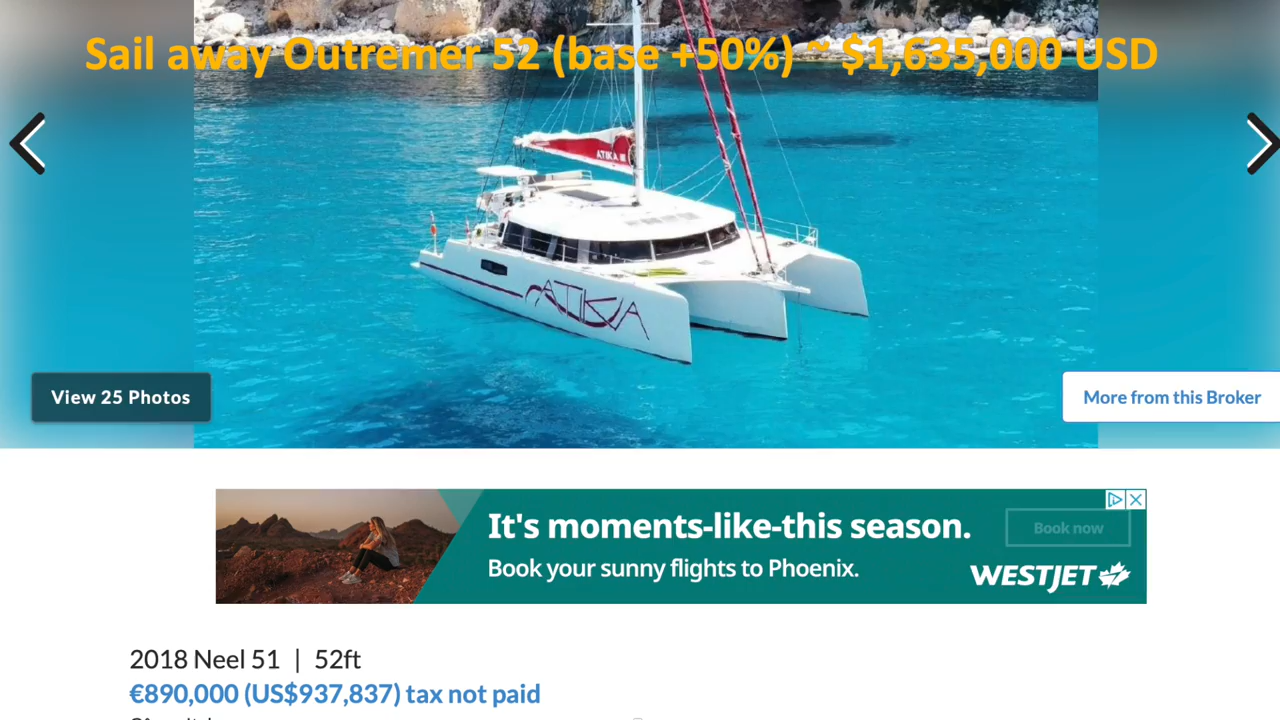 Sail away Outremer 52 (base +50%) ~ $1,635,000 USD
ATIKA
ATIKA
View 25 Photos
More from this Broker
It's moments-like-this season.
Book now
Book your sunny flights to Phoenix.
WESTJET
2018 Neel 51 | 52ft
€890,000 (US$937,837) tax not paid